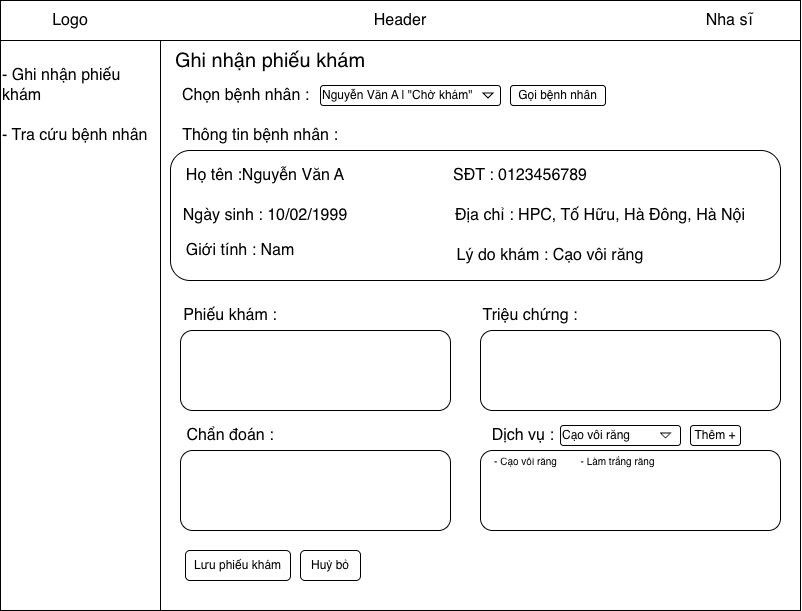 Logo
Header
Nha sĩ
- Ghi nhận phiếu
khám
- Tra cứu bệnh nhân
Ghi nhận phiếu khám
Chọn bệnh nhân :
Nguyễn Văn A | "Chờ khám"
Gọi bệnh nhân
Thông tin bệnh nhân :
Họ tên :Nguyễn Văn A
SĐT : 0123456789
Ngày sinh : 10/02/1999
Địa chỉ : HPC, Tố Hữu, Hà Đông, Hà Nội
Giới tính : Nam
Lý do khám : Cạo vôi răng
Phiếu khám :
Triệu chứng :
Chẩn đoán :
Dịch vụ :
Cạo vôi răng
Thêm +
- Cạo vôi răng
- Làm trắng răng
Lưu phiếu khám
Huỷ bỏ